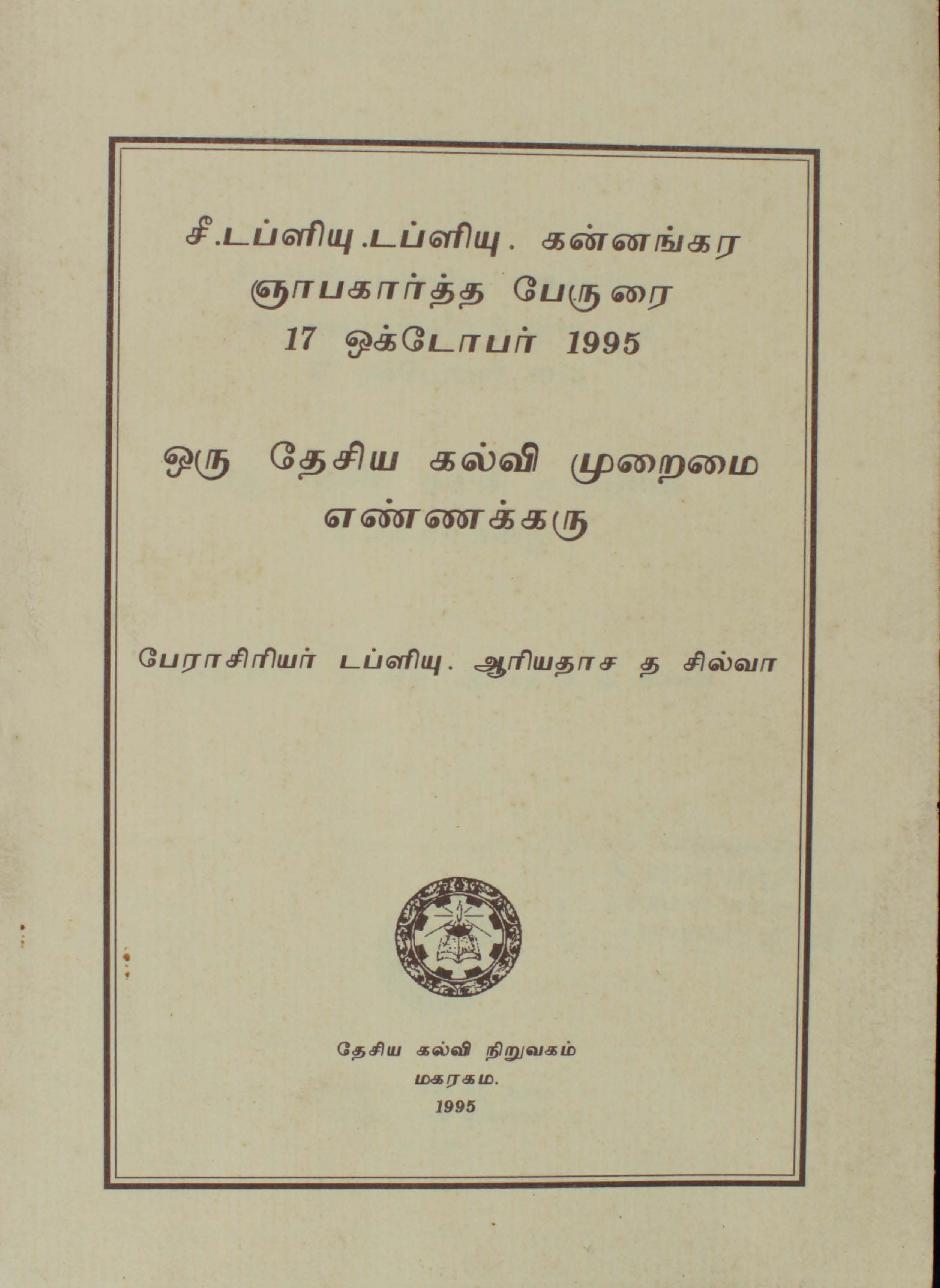 சீ.டப்ளியு.டப்ளியு. கன்னங்கர
ஞாபகார்த்த பேருரை
17 ஒக்டோபர் 1995
ஒரு தேசிய கல்வி முறைமை
எண்ணக்கரு
பேராசிரியர் டப்ளியு. ஆரியதாச த சில்வா
தேசிய கல்வி நிறுவகம்
மகரகம.
1995